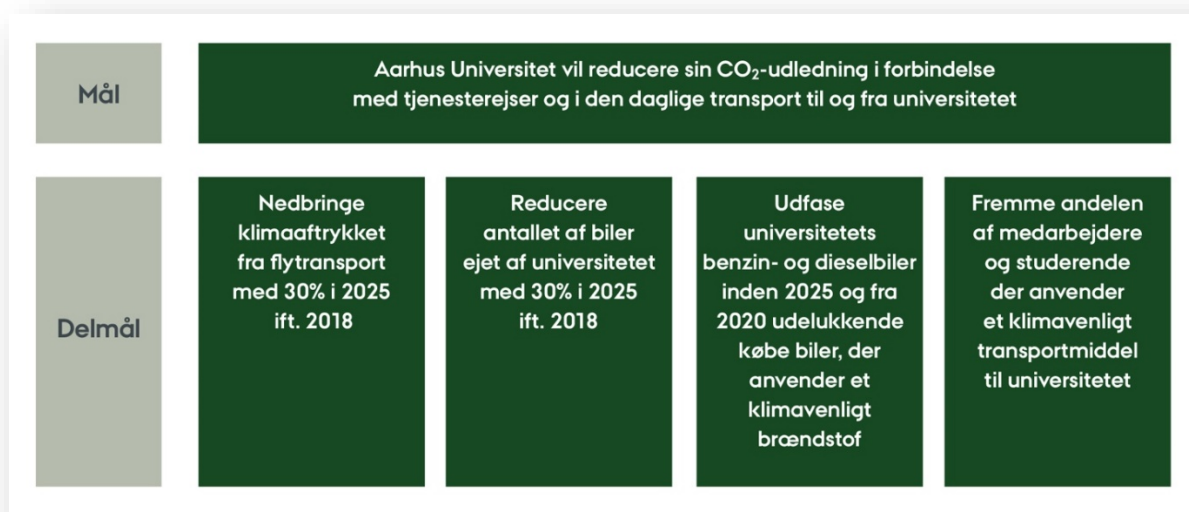 Mål
Aarhus Universitet vil reducere sin CO₂-udledning i forbindelse
med tjenesterejser og i den daglige transport til og fra universitetet
Delmål
Nedbringe
klimaaftrykket
fra flytransport
med 30% i 2025
ift. 2018
Reducere
antallet af biler
ejet af universitetet
med 30% i 2025
ift. 2018
Udfase
universitetets
benzin- og dieselbiler
inden 2025 og fra
2020 udelukkende
købe biler, der
anvender et
klimavenligt
brændstof
Fremme andelen
af medarbejdere
og studerende
der anvender
et klimavenligt
transportmiddel
til universitetet